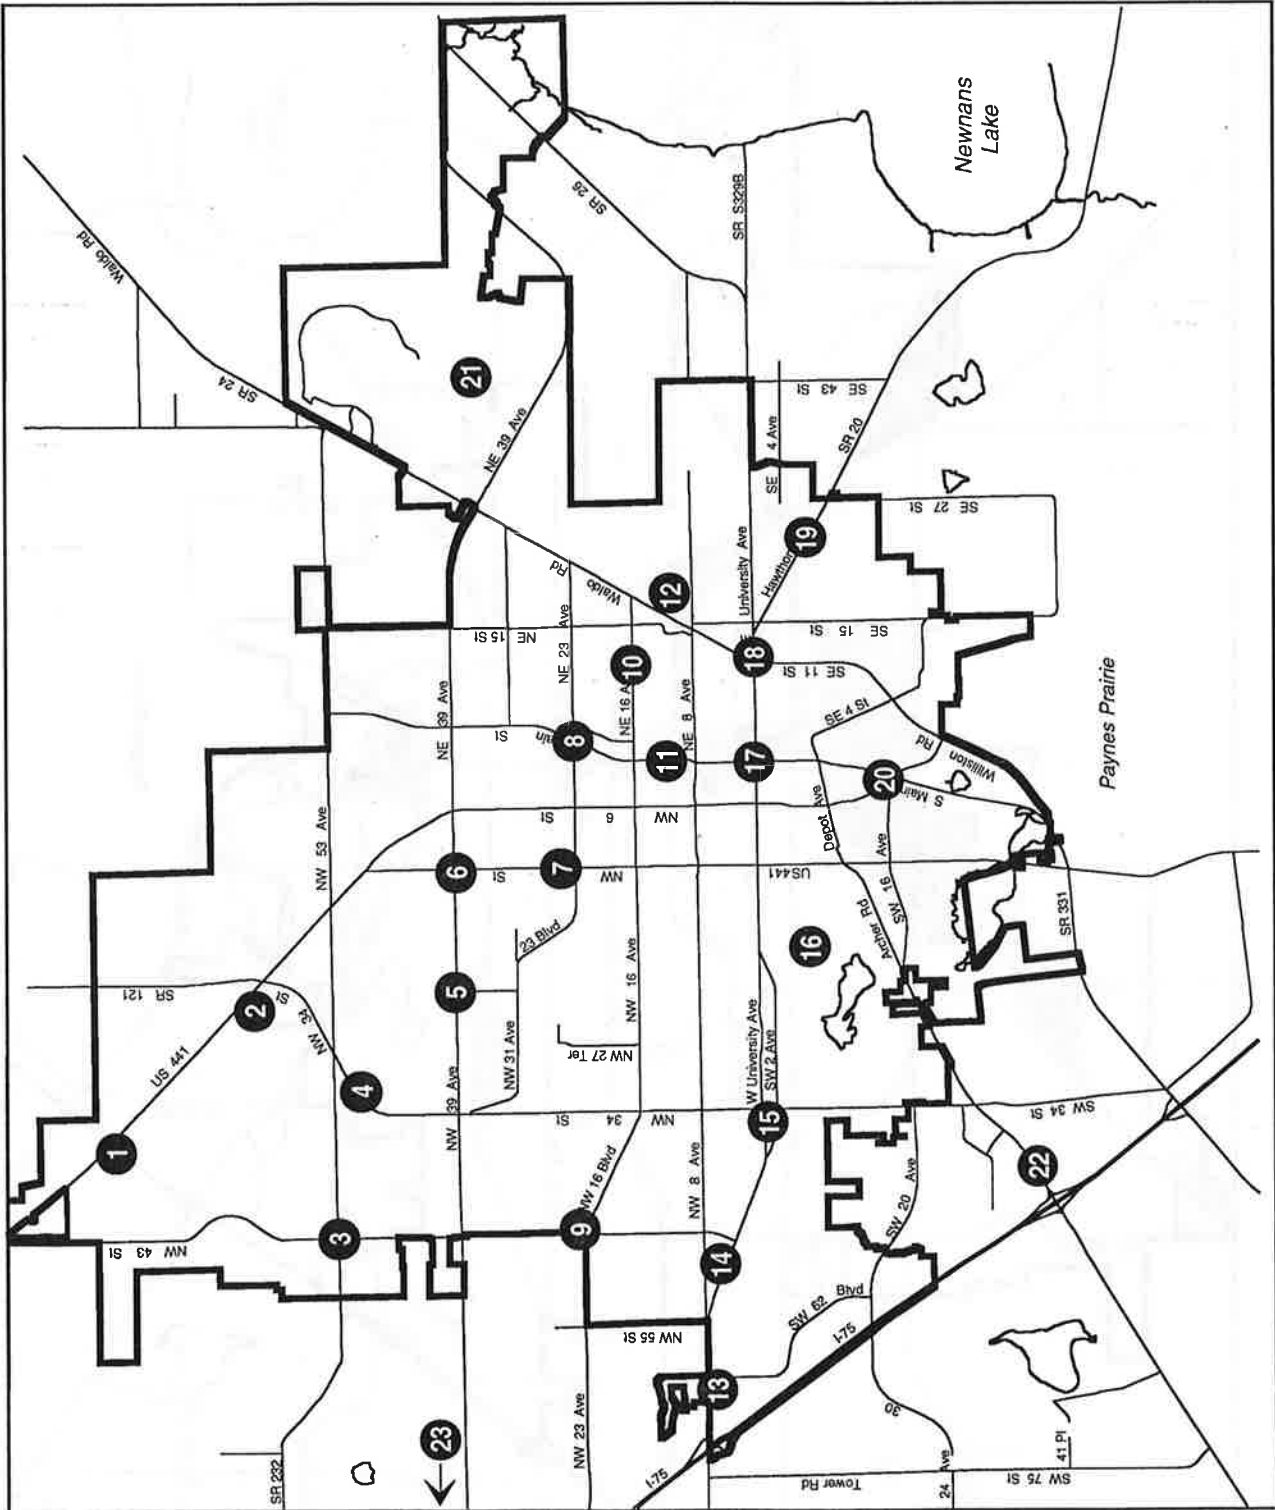 Newnans
Lake
Waldo Rd
SR 26
SR S329B
SR 24
21
NE 39 Ave
SE 43 St
SE 4 Ave
SR 20
SE 27 St
19
University Ave
Waldo
Rd
12
NE 23 Ave
NE 15 St
SE 15 St
10
18
SE 11 St
NE 39 Ave
NE 8 Ave
SE 4 St
St
8
11
17
20
Williston
Rd
Paynes Prairie
S Main
Depot Ave
NW 53 Ave
NW 6 St
6
7
NW St
US441
SW 16 Ave
Archer Rd
SR 331
23 Blvd
16
5
NW 16 Ave
SR 121
2
NW 34 St
US 441
NW 31 Ave
NW 27 Ter
W University Ave
SW 2 Ave
4
NW 39 Ave
NW 34 St
15
SW 34 St
1
NW 16 Blvd
NW 8 Ave
22
SW 20 Ave
NW 43 St
3
9
14
SW 62 Blvd
I-75
NW 55 St
13
30
23
NW 23 Ave
SR 232
I-75
Tower Rd
24 Ave
41 Pl
SW 75 St